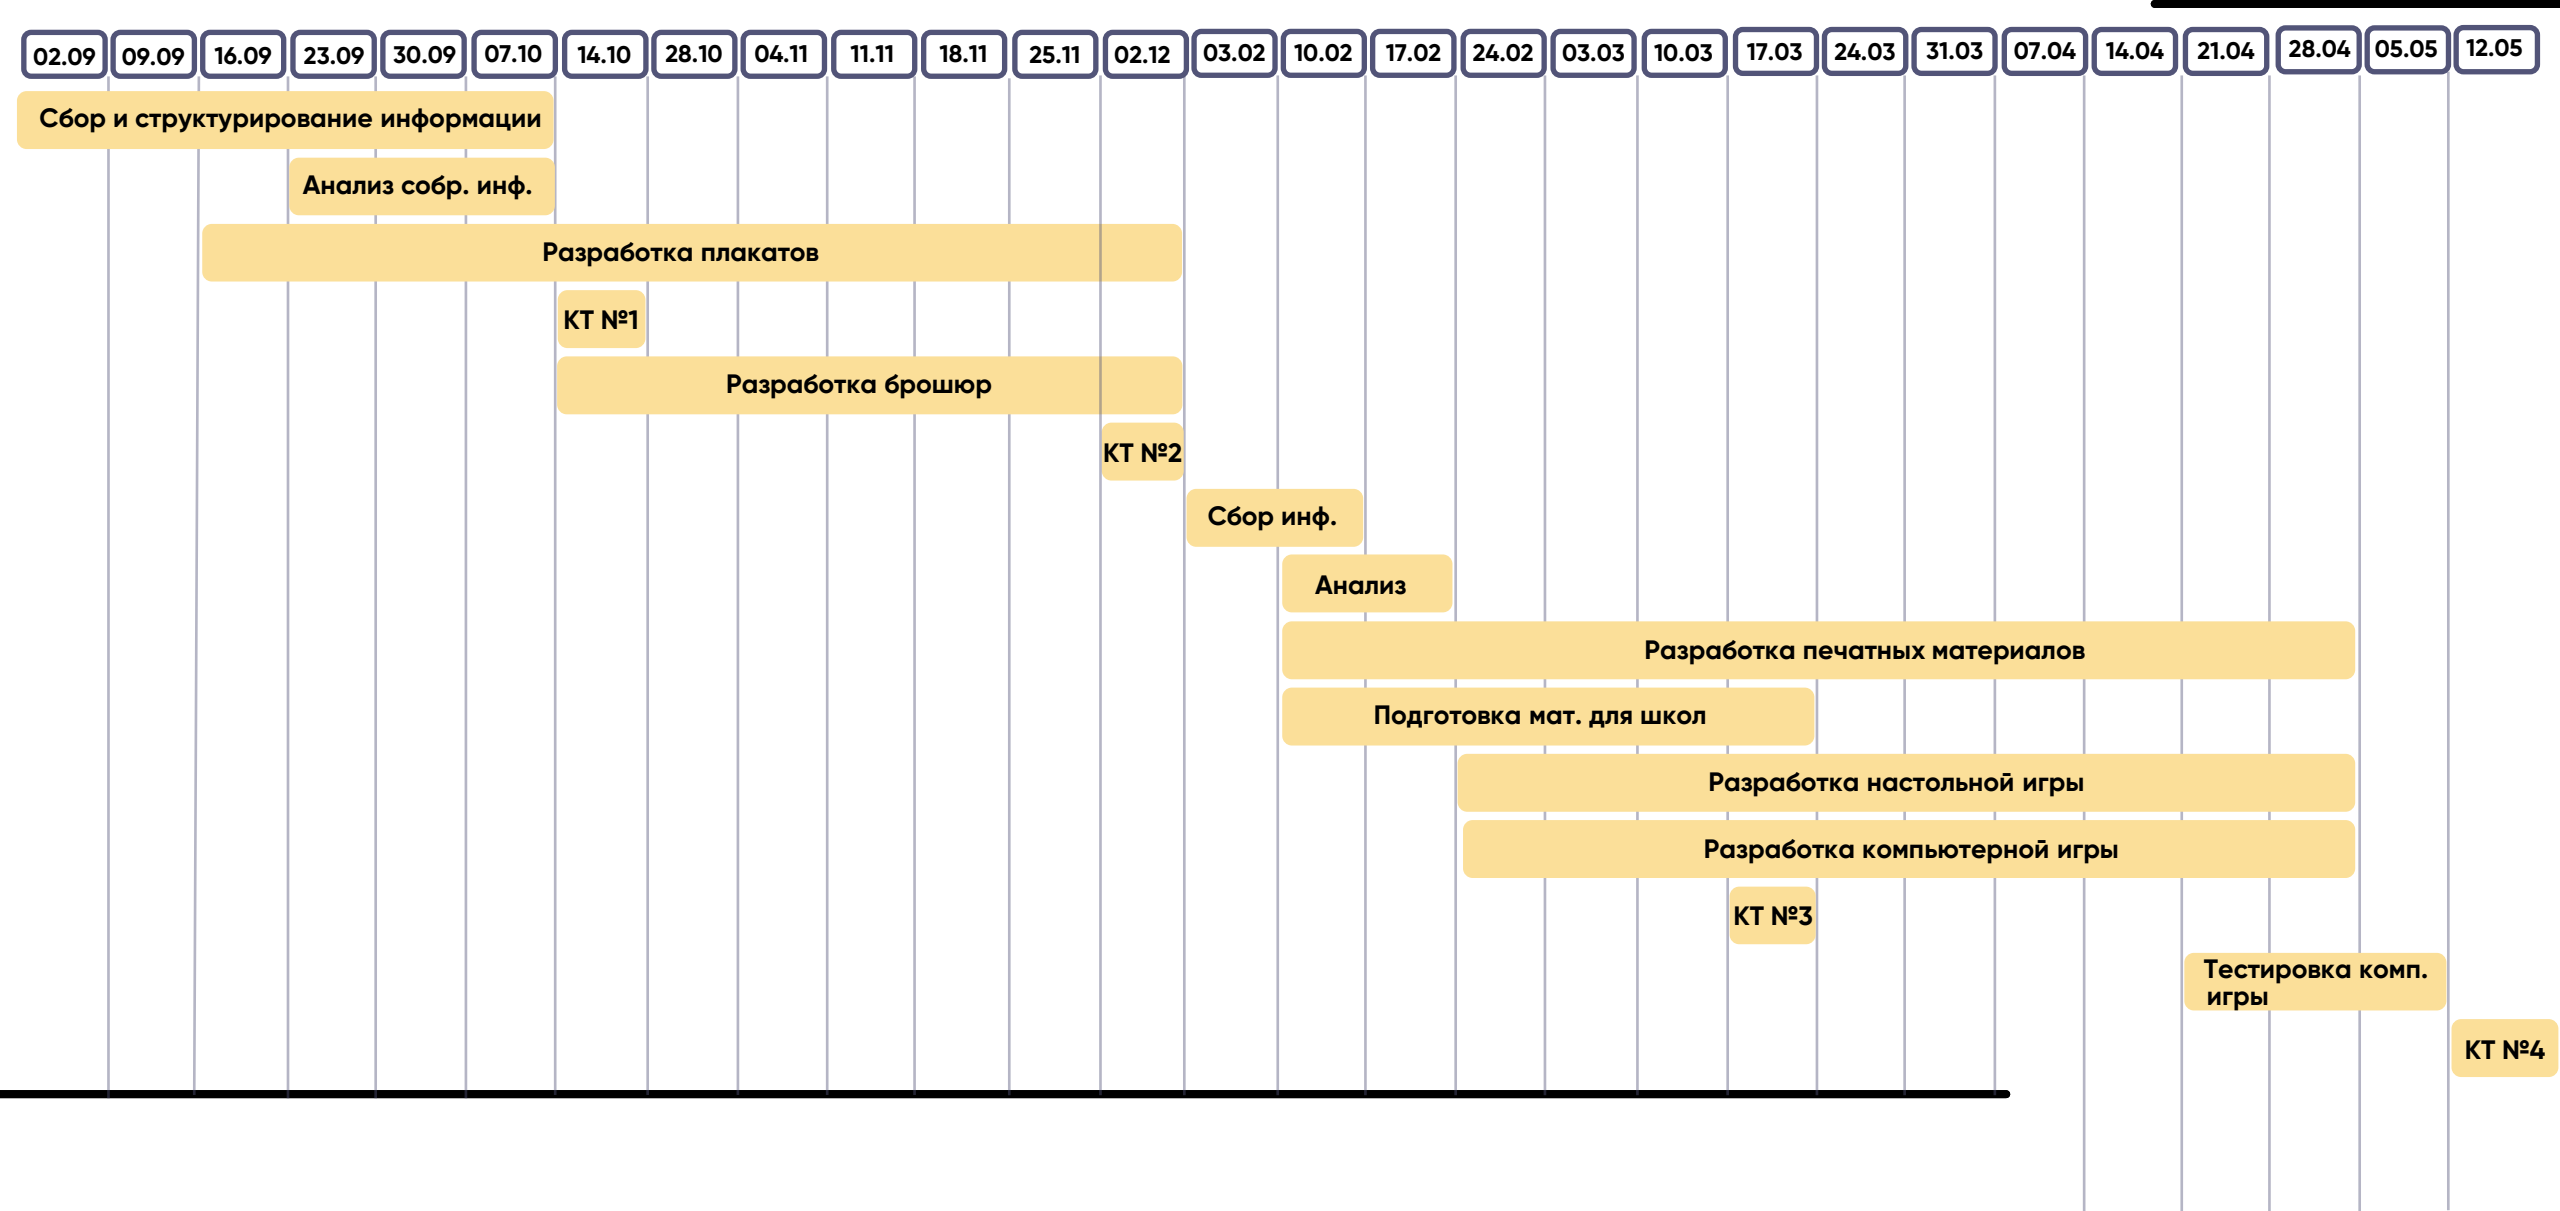 02.09 09.09 16.09 23.09 30.09 07.10 14.10 28.10 04.11 11.11 18.11 25.11 02.12 03.02 10.02 17.02 24.02 03.03 10.03 17.03 24.03 31.03 07.04 14.04 21.04 28.04 05.05 12.05
Сбор и структурирование информации
Анализ собр. инф.
Разработка плакатов
КТ №1
Разработка брошюр
КТ №2
Сбор инф.
Анализ
Разработка печатных материалов
Подготовка мат. для школ
Разработка настольной игры
Разработка компьютерной игры
КТ №3
Тестировка комп.
игры
КТ №4